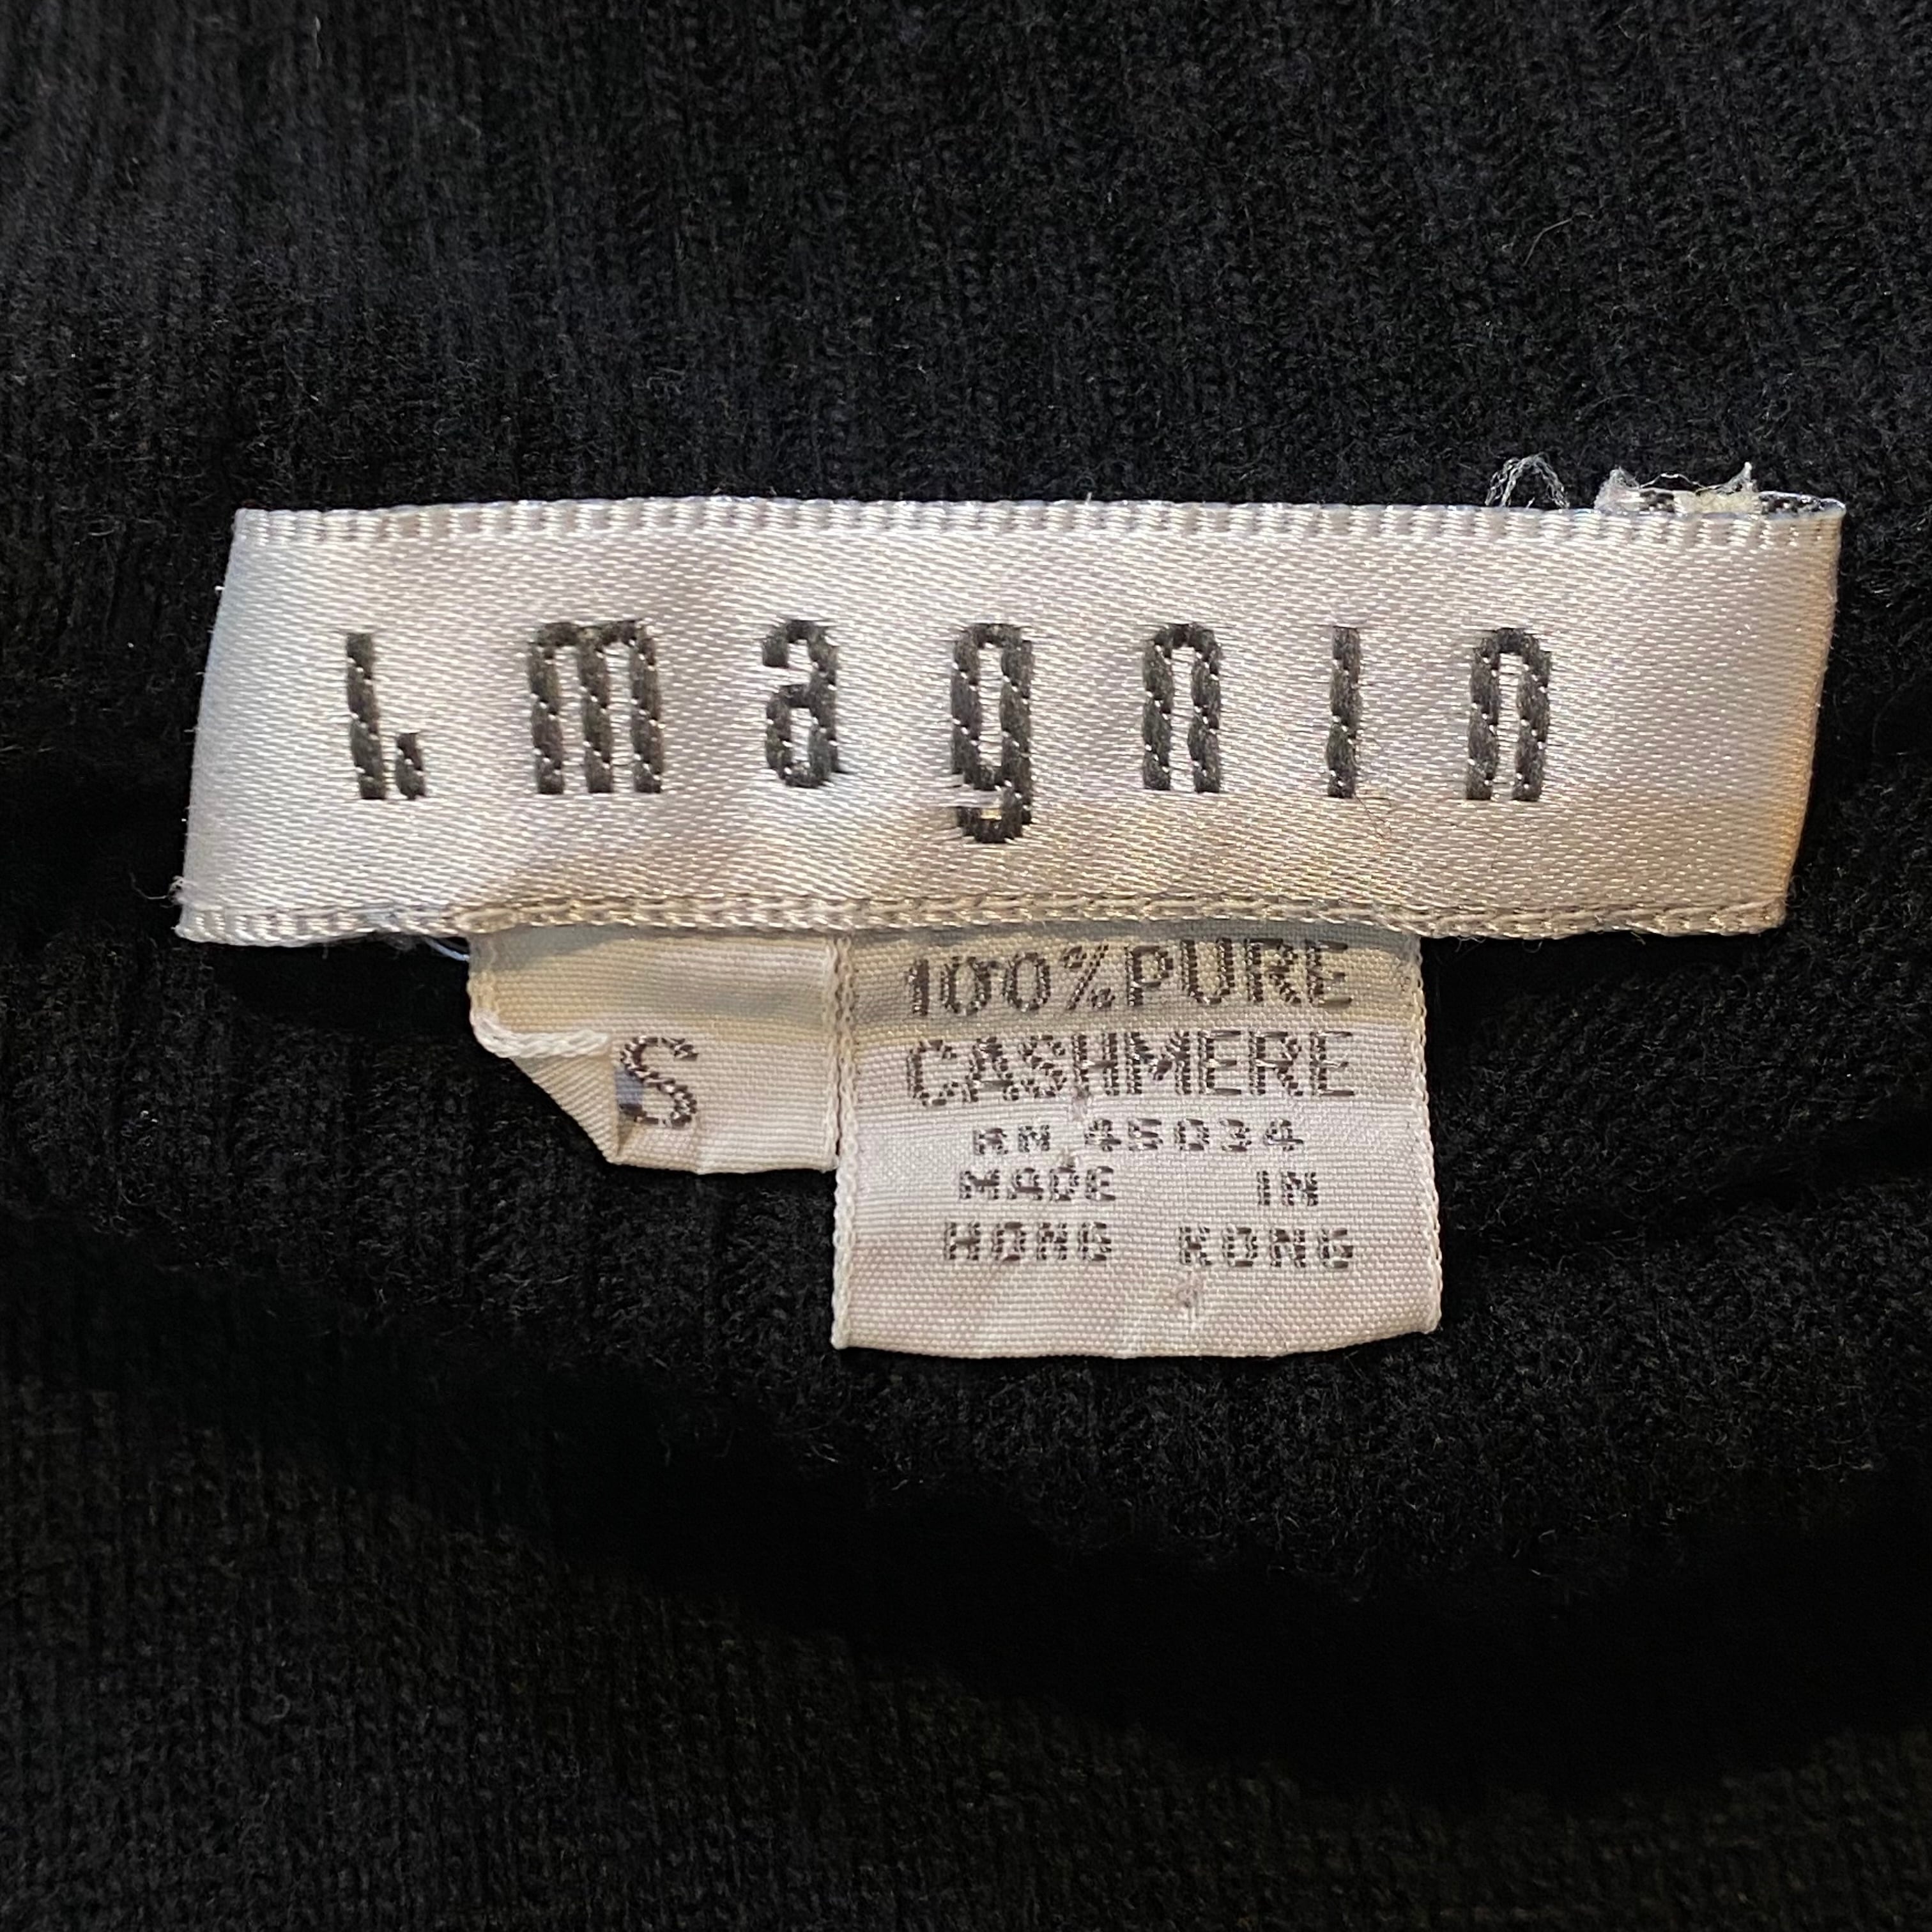 I. magnin
S
100% PURE
CASHMERE
RN 45034
MADE IN
HONG KONG